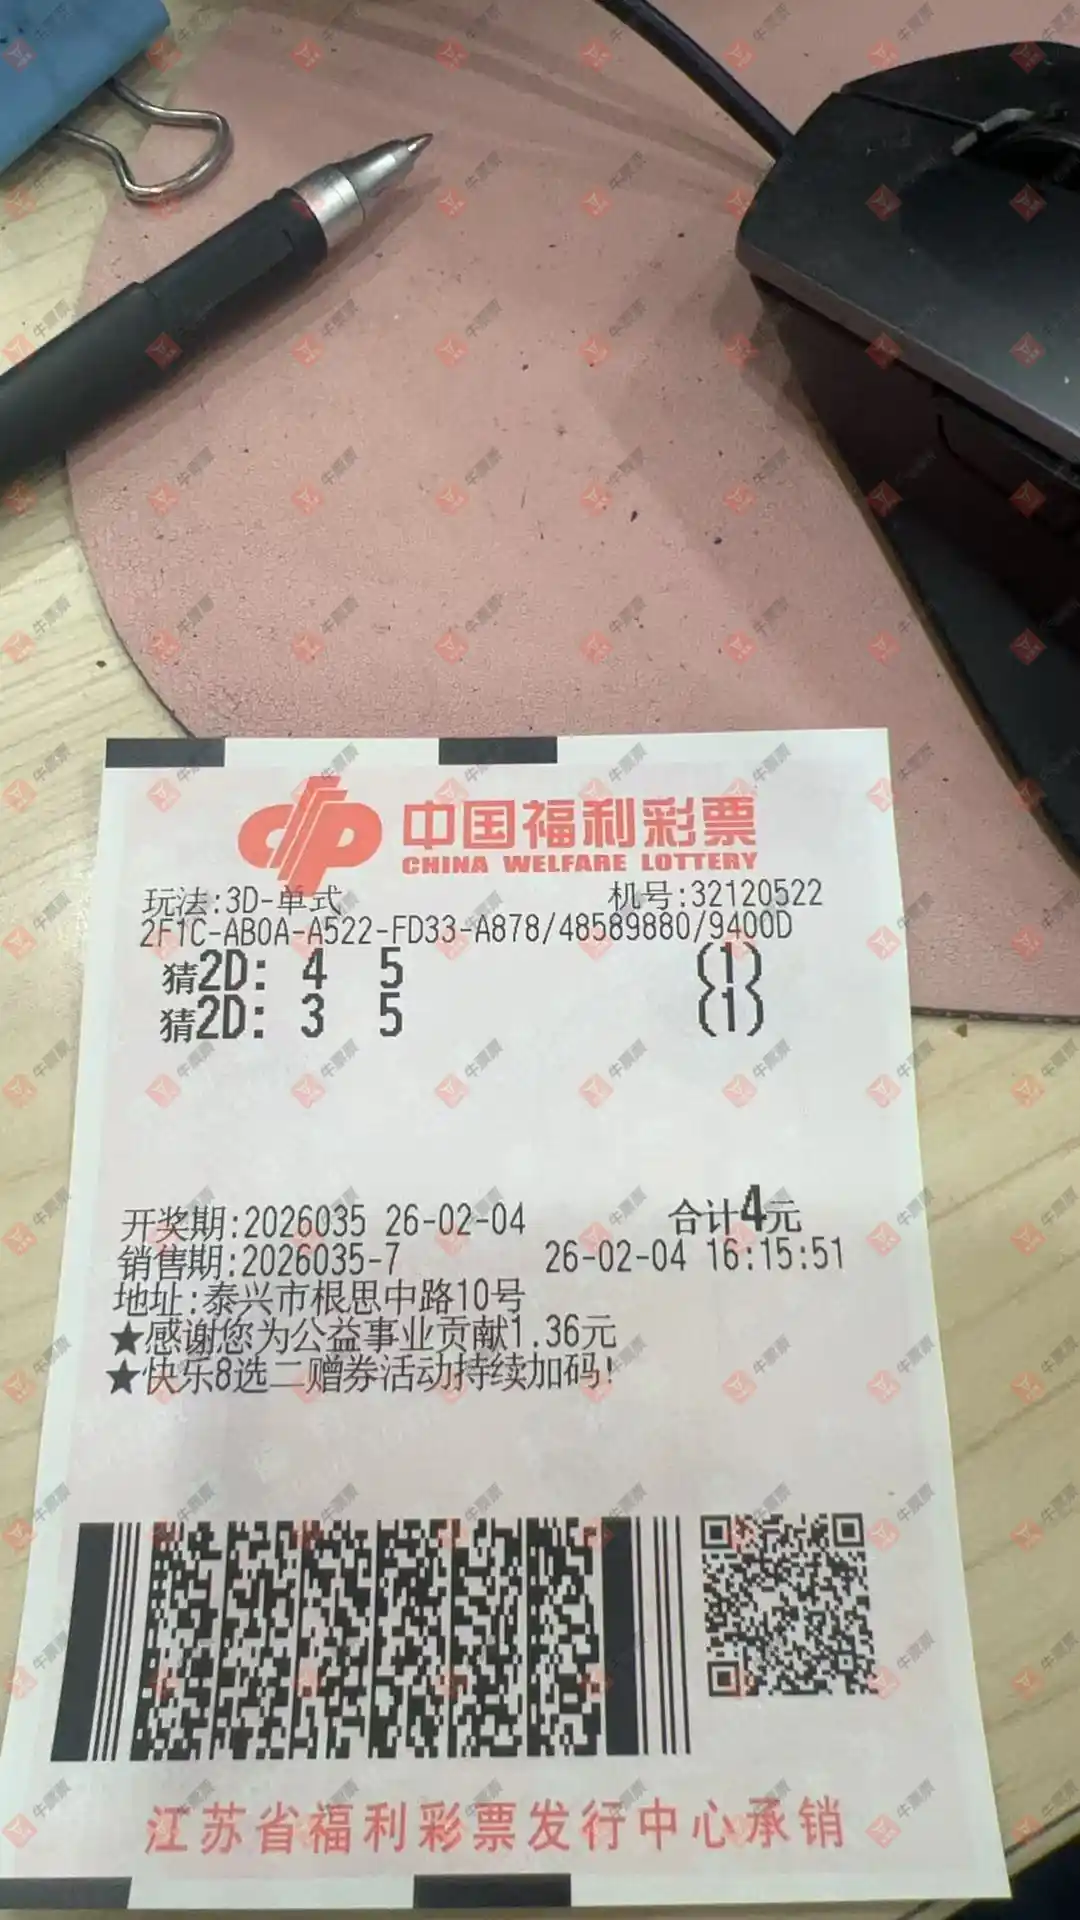 中国福利彩票
CHINA WELFARE LOTTERY
玩法:3D-单式 机号:32120522
2F1C-AB0A-A522-FD33-A878/48589880/9400D
猜2D: 4 5 (1)
猜2D: 3 5 (1)
开奖期:2026035 26-02-04 合计4元
销售期:2026035-7 26-02-04 16:15:51
地址:泰兴市根思中路10号
★感谢您为公益事业贡献1.36元
★快乐8选二赠券活动持续加码!
江苏省福利彩票发行中心承销
牛票票